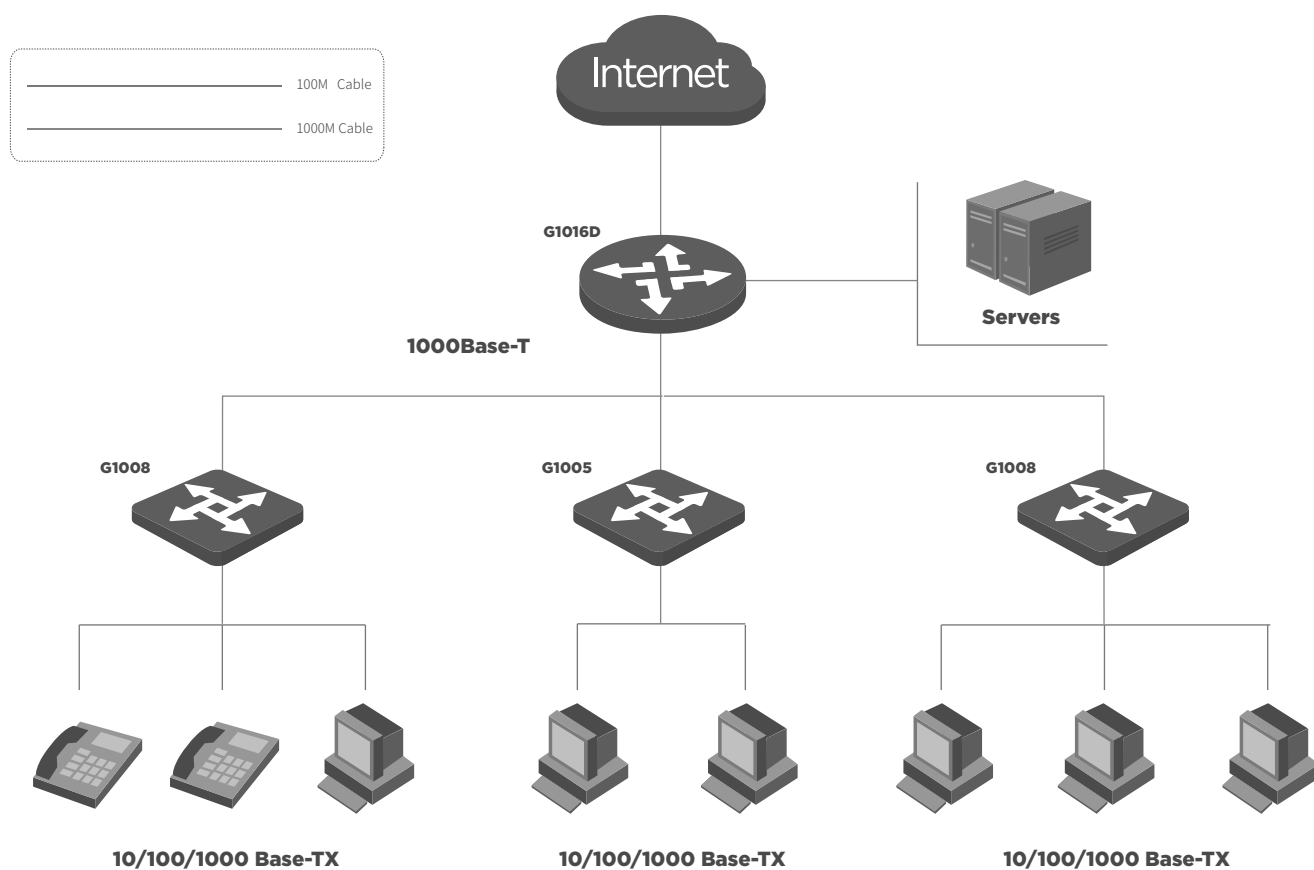 Internet
100M Cable
1000M Cable
G1016D
Servers
1000Base-T
G1008
G1005
G1008
10/100/1000 Base-TX
10/100/1000 Base-TX
10/100/1000 Base-TX